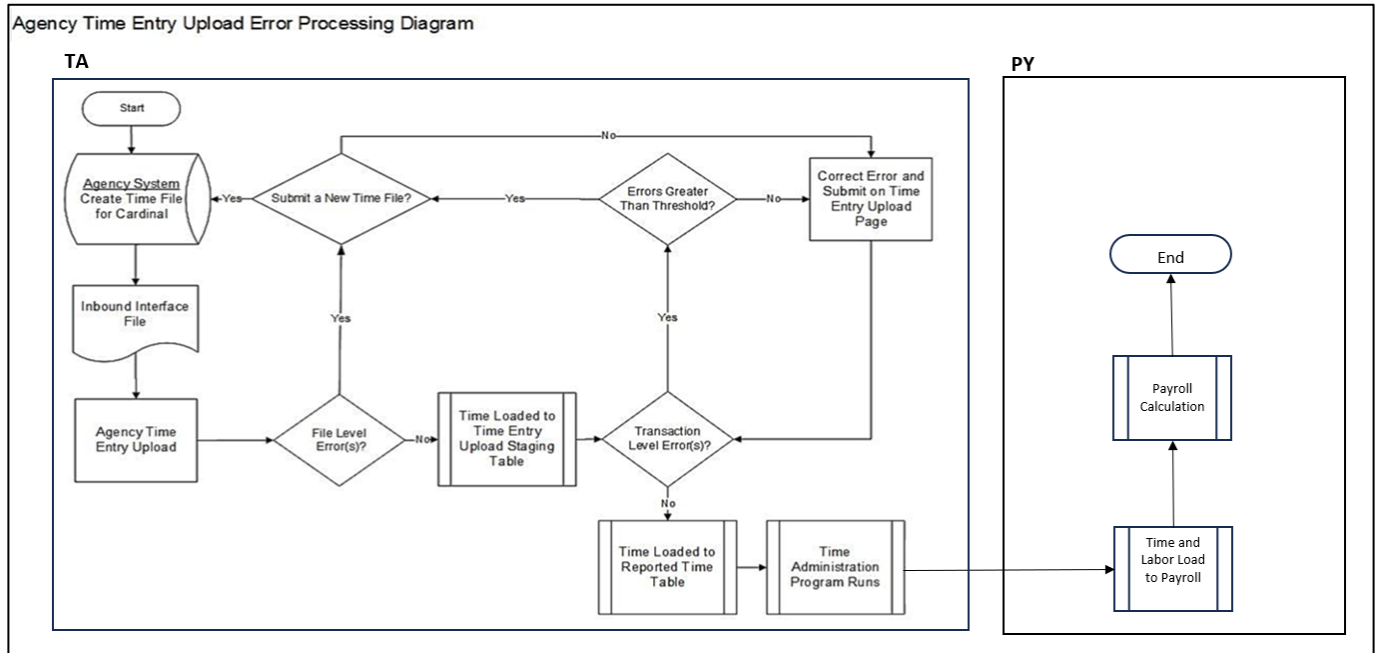 Agency Time Entry Upload Error Processing Diagram
TA
PY
Start
No
Agency System
Create Time File
for Cardinal
Yes
Submit a New Time File?
Yes
Errors Greater
Than Threshold?
No
Correct Error and
Submit on Time
Entry Upload
Page
End
Inbound Interface
File
Yes
Yes
Payroll
Calculation
Agency Time
Entry Upload
File Level
Error(s)?
No
Time Loaded to
Time Entry
Upload Staging
Table
Transaction
Level Error(s)?
No
Time Loaded to
Reported Time
Table
Time
Administration
Program Runs
Time and
Labor Load
to Payroll